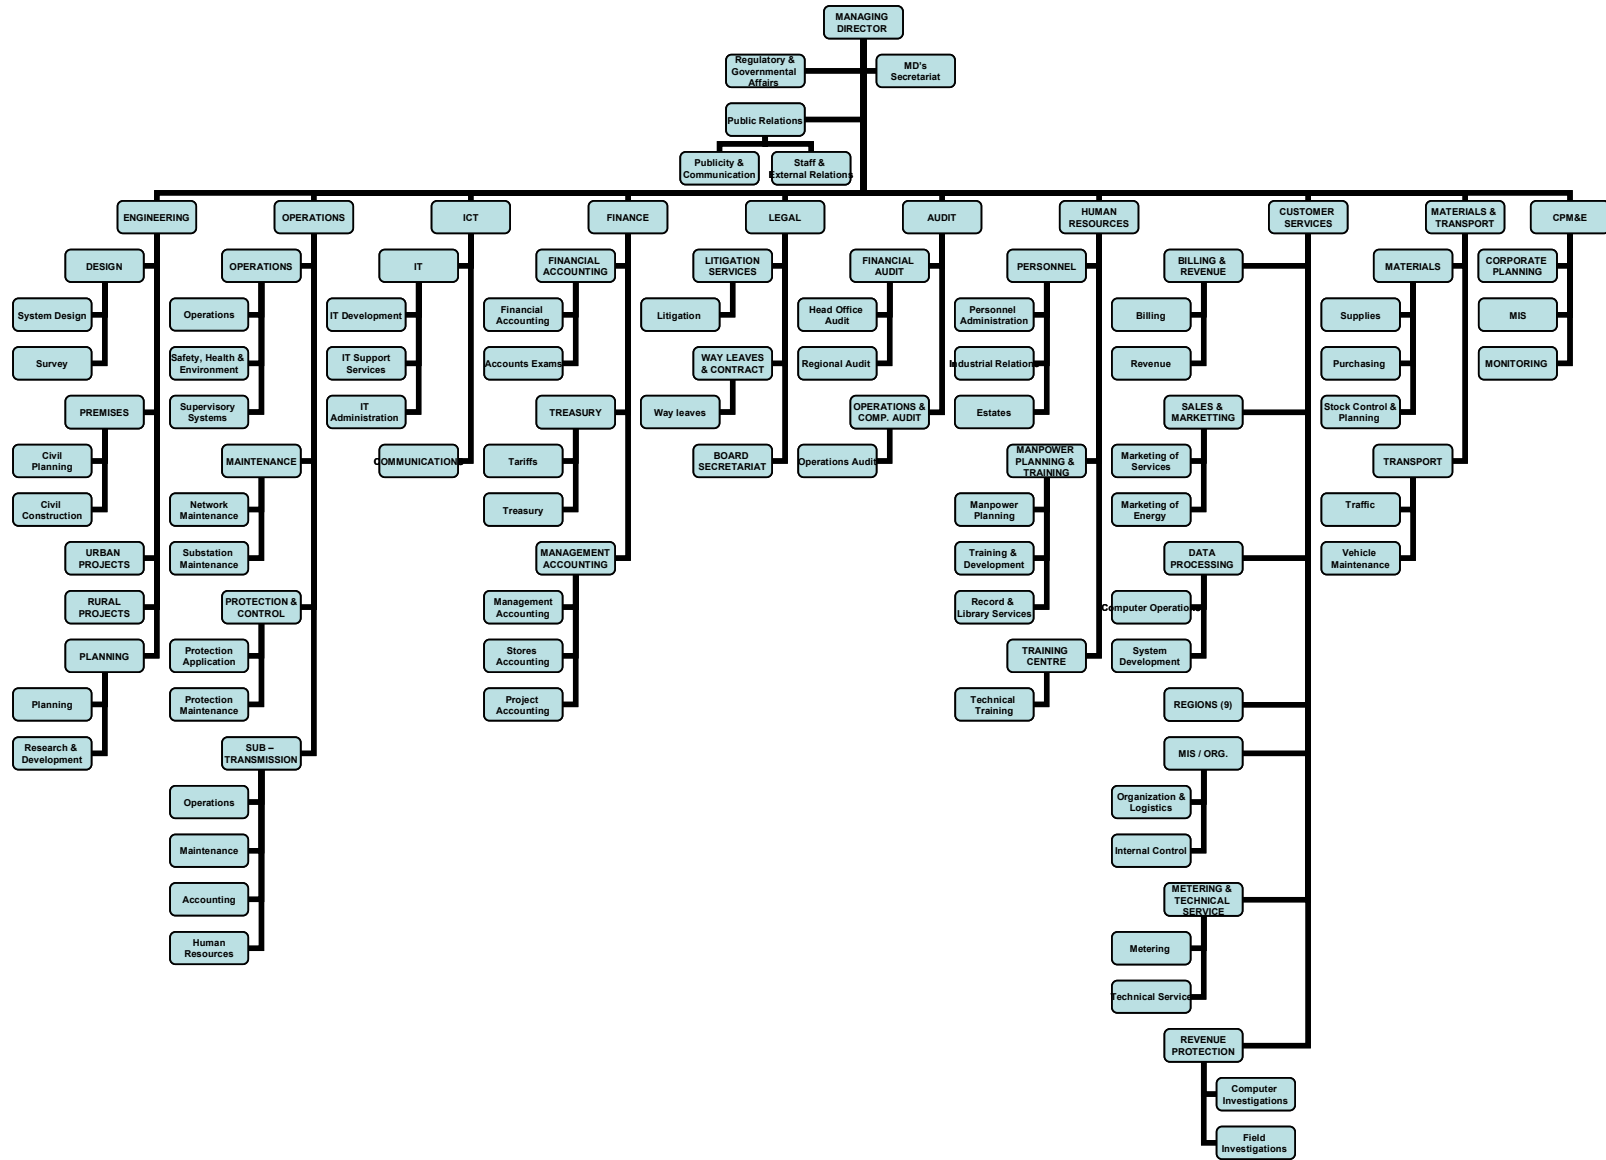 MANAGING
DIRECTOR
Regulatory &
Governmental
Affairs
MD's
Secretariat
Public Relations
Publicity &
Communication
Staff &
External Relations
ENGINEERING
OPERATIONS
ICT
FINANCE
LEGAL
AUDIT
HUMAN
RESOURCES
CUSTOMER
SERVICES
MATERIALS &
TRANSPORT
CPM&E
DESIGN
System Design
Survey
PREMISES
Civil
Planning
Civil
Construction
URBAN
PROJECTS
RURAL
PROJECTS
PLANNING
Planning
Research &
Development
OPERATIONS
Operations
Safety, Health &
Environment
Supervisory
Systems
MAINTENANCE
Network
Maintenance
Substation
Maintenance
PROTECTION &
CONTROL
Protection
Application
Protection
Maintenance
SUB –
TRANSMISSION
Operations
Maintenance
Accounting
Human
Resources
IT
IT Development
IT Support
Services
IT
Administration
COMMUNICATIONS
FINANCIAL
ACCOUNTING
Financial
Accounting
Accounts Exams
TREASURY
Tariffs
Treasury
MANAGEMENT
ACCOUNTING
Management
Accounting
Stores
Accounting
Project
Accounting
LITIGATION
SERVICES
Litigation
WAY LEAVES
& CONTRACT
Way leaves
BOARD
SECRETARIAT
FINANCIAL
AUDIT
Head Office
Audit
Regional Audit
OPERATIONS &
COMP. AUDIT
Operations Audit
PERSONNEL
Personnel
Administration
Industrial Relations
Estates
MANPOWER
PLANNING &
TRAINING
Manpower
Planning
Training &
Development
Record &
Library Services
TRAINING
CENTRE
Technical
Training
BILLING &
REVENUE
Billing
Revenue
SALES &
MARKETTING
Marketing of
Services
Marketing of
Energy
DATA
PROCESSING
Computer Operations
System
Development
REGIONS (9)
MIS / ORG.
Organization &
Logistics
Internal Control
METERING &
TECHNICAL
SERVICE
Metering
Technical Service
REVENUE
PROTECTION
Computer
Investigations
Field
Investigations
MATERIALS
Supplies
Purchasing
Stock Control &
Planning
TRANSPORT
Traffic
Vehicle
Maintenance
CORPORATE
PLANNING
MIS
MONITORING